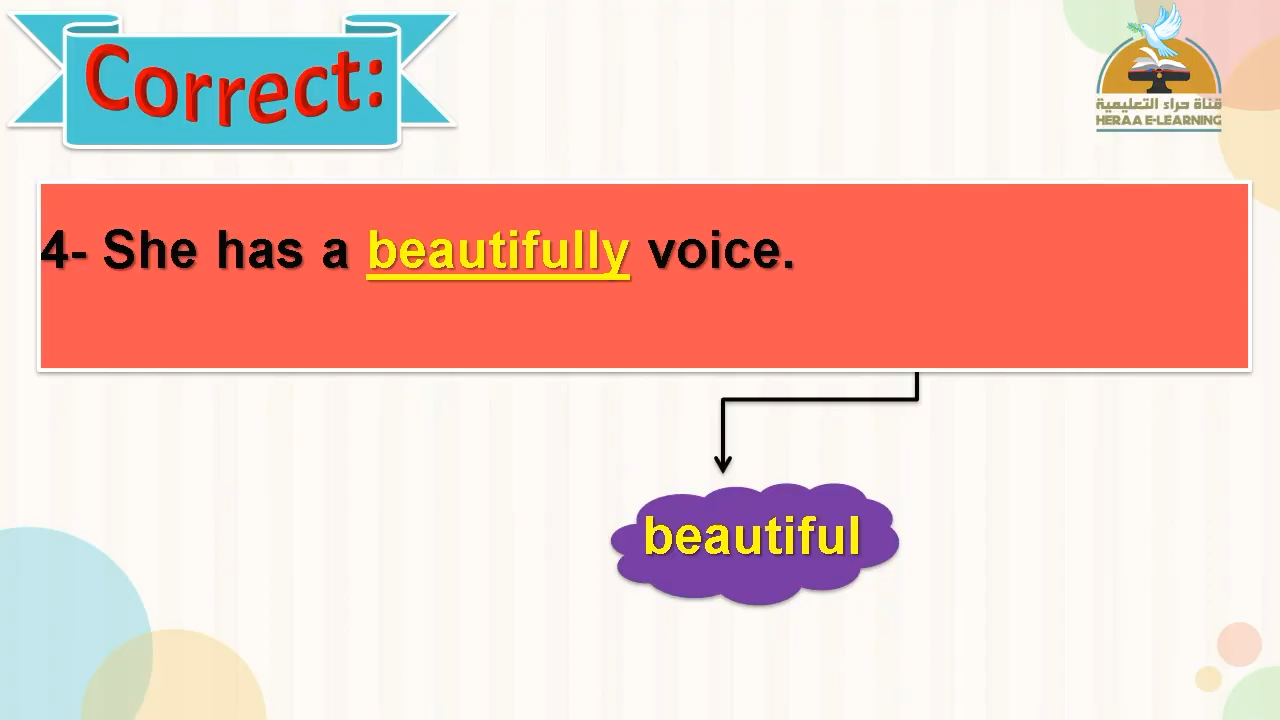 Correct:
قناة حراء التعليمية
HERAA E-LEARNING
4- She has a beautifully voice.
beautiful